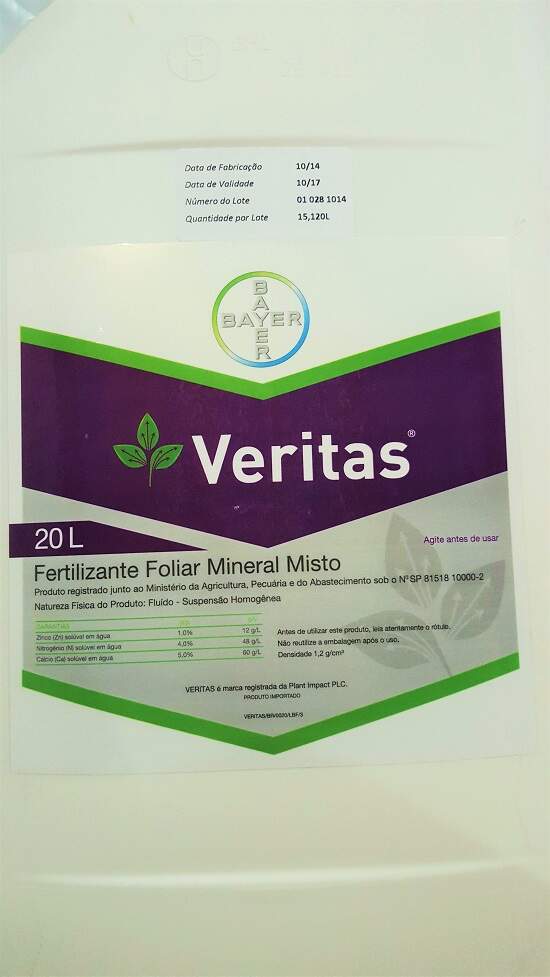 Data de Fabricação 10/14
Data de Validade 10/17
Número do Lote 01 028 1014
Quantidade por Lote 15,120L
BAYER
BAYER
Veritas®
20 L
Agite antes de usar
Fertilizante Foliar Mineral Misto
Produto registrado junto ao Ministério da Agricultura, Pecuária e do Abastecimento sob o Nº SP 81518 10000-2
Natureza Física do Produto: Fluído - Suspensão Homogênea
GARANTIAS
Zinco (Zn) solúvel em água 1,0% 12 g/L
Nitrogênio (N) solúvel em água 4,0% 48 g/L
Cálcio (Ca) solúvel em água 5,0% 60 g/L
Antes de utilizar este produto, leia atentamente o rótulo.
Não reutilize a embalagem após o uso.
Densidade 1,2 g/cm³
VERITAS é marca registrada da Plant Impact PLC.
PRODUTO IMPORTADO